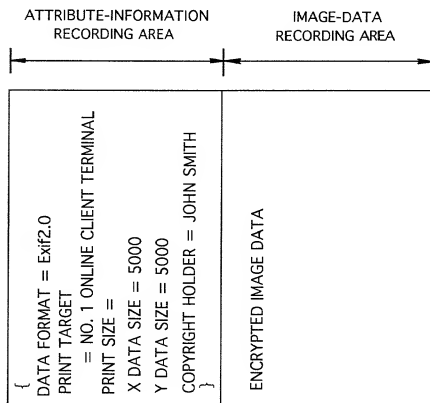 ATTRIBUTE-INFORMATION
RECORDING AREA
IMAGE-DATA
RECORDING AREA
{
DATA FORMAT = Exif2.0
PRINT TARGET
= NO. 1 ONLINE CLIENT TERMINAL
PRINT SIZE =
X DATA SIZE = 5000
Y DATA SIZE = 5000
COPYRIGHT HOLDER = JOHN SMITH
}
ENCRYPTED IMAGE DATA